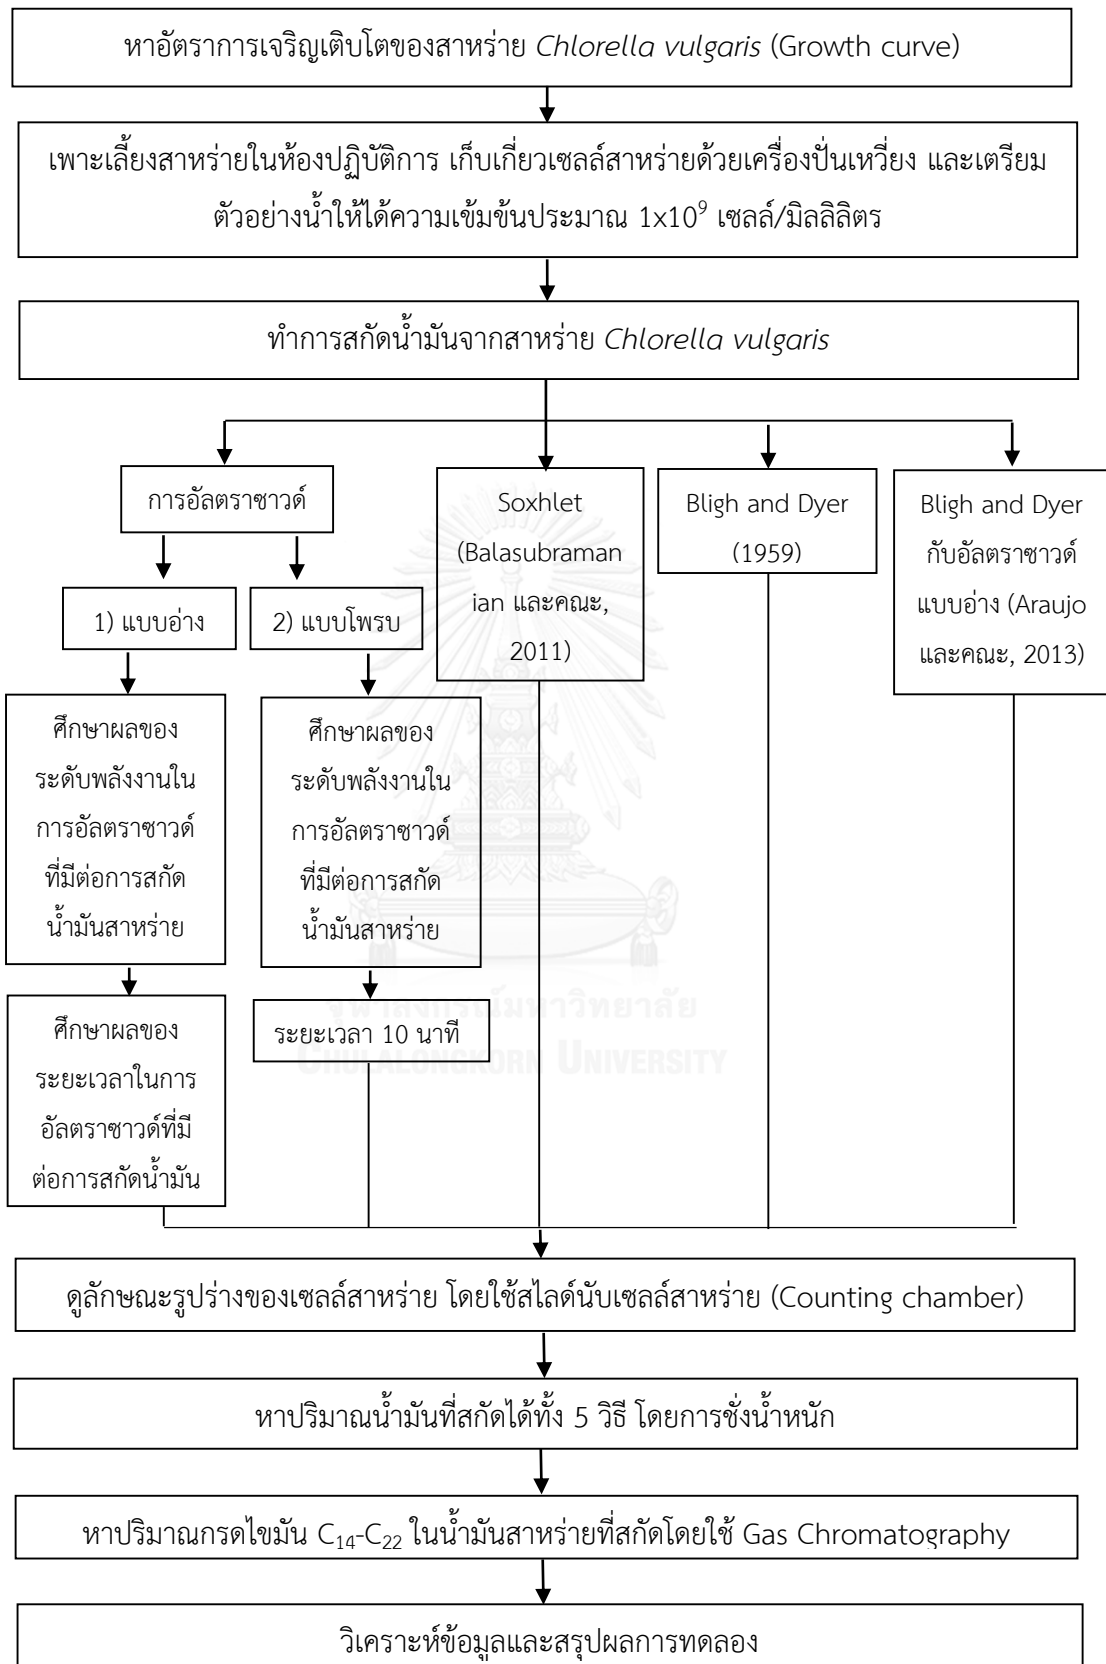 หาอัตราการเจริญเติบโตของสาหร่าย Chlorella vulgaris (Growth curve)
เพาะเลี้ยงสาหร่ายในห้องปฏิบัติการ เก็บเกี่ยวเซลล์สาหร่ายด้วยเครื่องปั่นเหวี่ยง และเตรียม
ตัวอย่างน้ำให้ได้ความเข้มข้นประมาณ 1x10⁹ เซลล์/มิลลิลิตร
ทำการสกัดน้ำมันจากสาหร่าย Chlorella vulgaris
การอัลตราซาวด์
1) แบบอ่าง
ศึกษาผลของ
ระดับพลังงานใน
การอัลตราซาวด์
ที่มีต่อการสกัด
น้ำมันสาหร่าย
ศึกษาผลของ
ระยะเวลาในการ
อัลตราซาวด์ที่มี
ต่อการสกัดน้ำมัน
2) แบบโพรบ
ศึกษาผลของ
ระดับพลังงานใน
การอัลตราซาวด์
ที่มีต่อการสกัด
น้ำมันสาหร่าย
ระยะเวลา 10 นาที
Soxhlet
(Balasubraman
ian และคณะ,
2011)
Bligh and Dyer
(1959)
Bligh and Dyer
กับอัลตราซาวด์
แบบอ่าง (Araujo
และคณะ, 2013)
จุฬาลงกรณ์มหาวิทยาลัย
CHULALONGKORN UNIVERSITY
ดูลักษณะรูปร่างของเซลล์สาหร่าย โดยใช้สไลด์นับเซลล์สาหร่าย (Counting chamber)
หาปริมาณน้ำมันที่สกัดได้ทั้ง 5 วิธี โดยการชั่งน้ำหนัก
หาปริมาณกรดไขมัน C₁₄-C₂₂ ในน้ำมันสาหร่ายที่สกัดโดยใช้ Gas Chromatography
วิเคราะห์ข้อมูลและสรุปผลการทดลอง